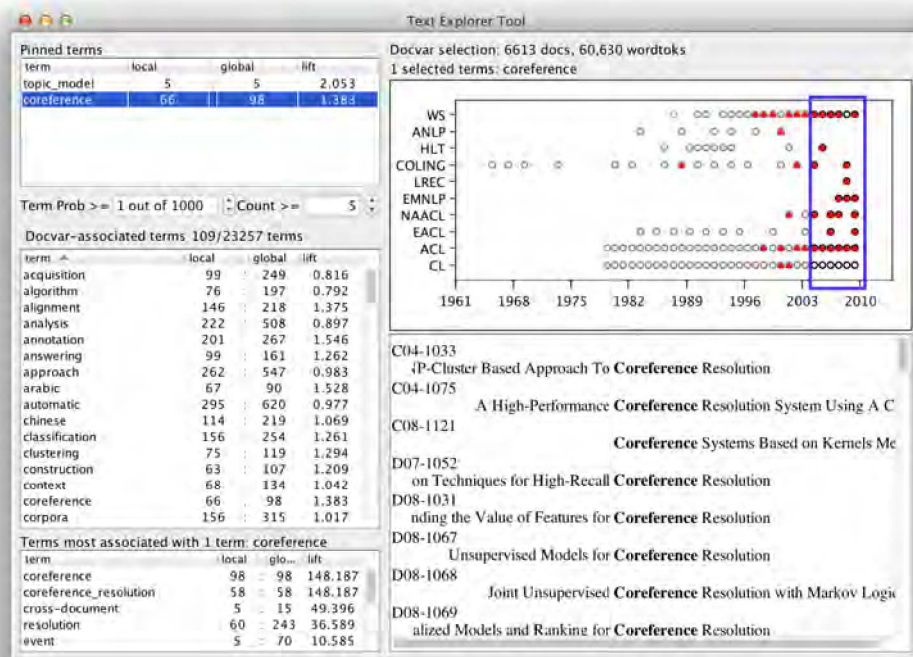 Text Explorer Tool
Pinned terms
term local global lift
topic_model 5 5 2.053
coreference 66 98 1.383
Term Prob >= 1 out of 1000 Count >= 5
Docvar-associated terms 109/23257 terms
term local global lift
acquisition 99 : 249 0.816
algorithm 76 : 197 0.792
alignment 146 : 218 1.375
analysis 222 : 508 0.897
annotation 201 : 267 1.546
answering 99 : 161 1.262
approach 262 : 547 0.983
arabic 67 : 90 1.528
automatic 295 : 620 0.977
chinese 114 : 219 1.069
classification 156 : 254 1.261
clustering 75 : 119 1.294
construction 63 : 107 1.209
context 68 : 134 1.042
coreference 66 : 98 1.383
corpora 156 : 315 1.017
Terms most associated with 1 term: coreference
term local glo... lift
coreference 98 : 98 148.187
coreference_resolution 58 : 58 148.187
cross-document 5 : 15 49.396
resolution 60 : 243 36.589
event 5 : 70 10.585
Docvar selection: 6613 docs, 60,630 wordtoks
1 selected terms: coreference
WS
ANLP
HLT
COLING
LREC
EMNLP
NAACL
EACL
ACL
CL
1961 1968 1975 1982 1989 1996 2003 2010
C04-1033
P-Cluster Based Approach To Coreference Resolution
C04-1075
A High-Performance Coreference Resolution System Using A C
C08-1121
Coreference Systems Based on Kernels Me
D07-1052
on Techniques for High-Recall Coreference Resolution
D08-1031
nding the Value of Features for Coreference Resolution
D08-1067
Unsupervised Models for Coreference Resolution
D08-1068
Joint Unsupervised Coreference Resolution with Markov Logic
D08-1069
alized Models and Ranking for Coreference Resolution